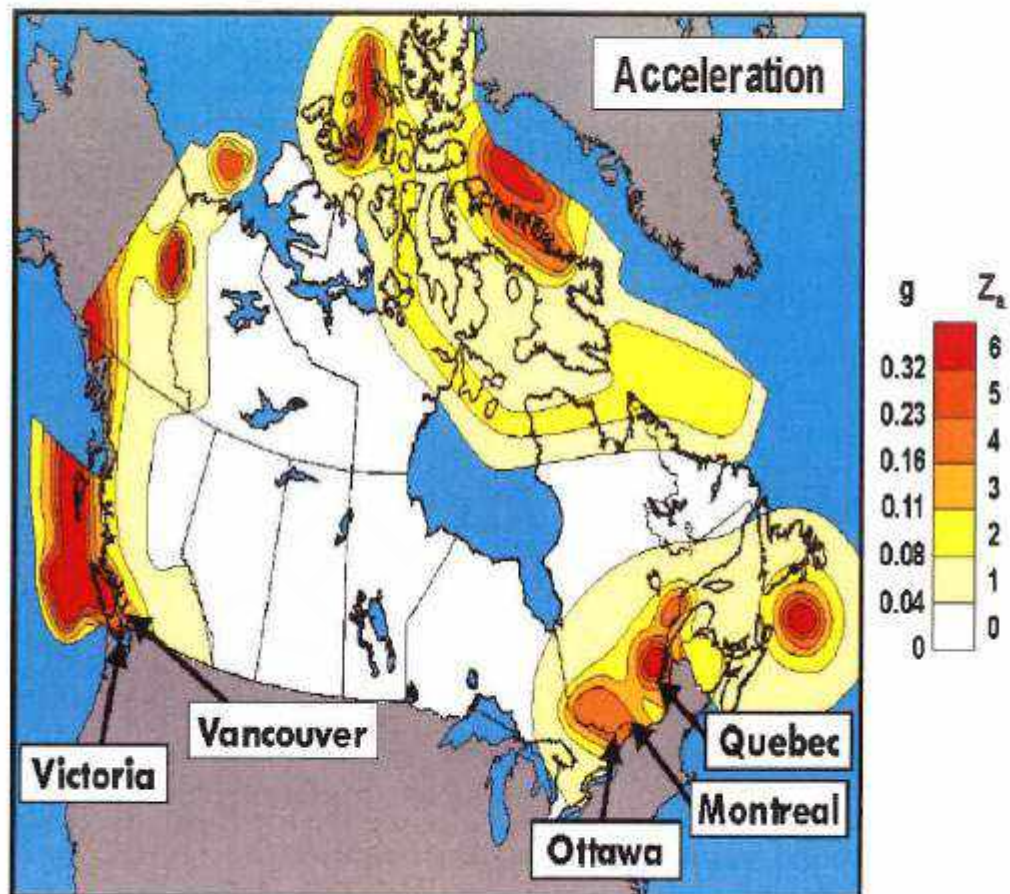 Acceleration
g
Zₐ
6
0.32
5
0.23
4
0.16
3
0.11
2
0.08
1
0.04
0
0
Vancouver
Victoria
Quebec
Montreal
Ottawa